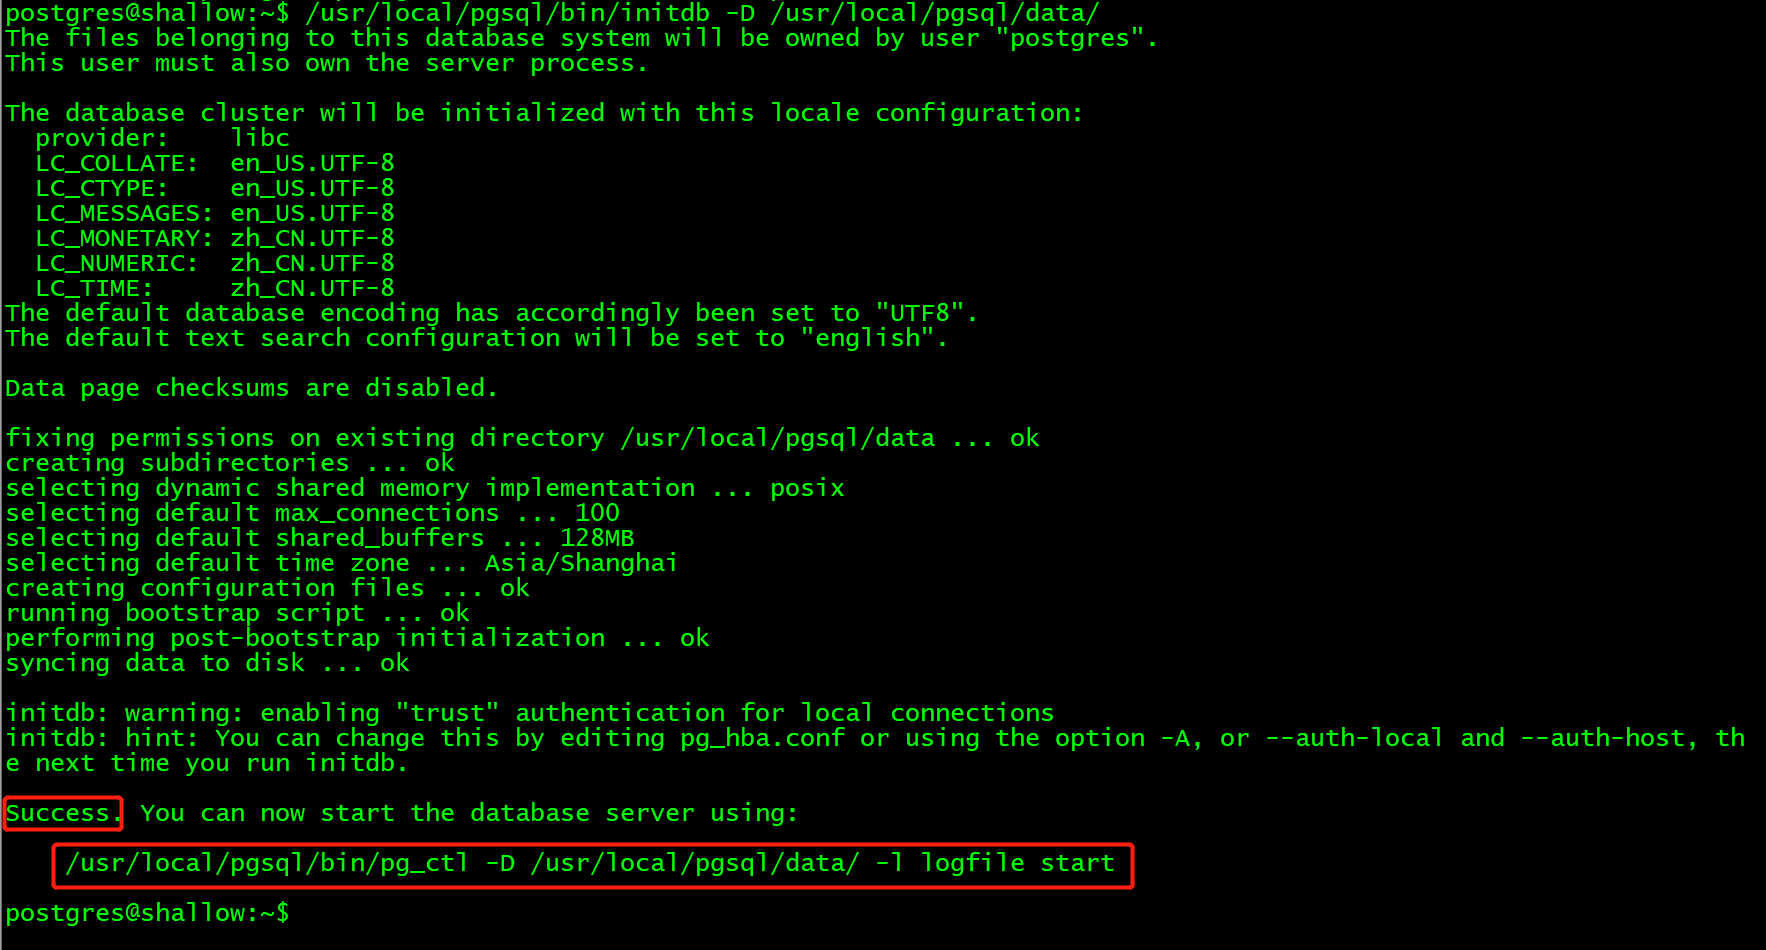 postgres@shallow:~$ /usr/local/pgsql/bin/initdb -D /usr/local/pgsql/data/
The files belonging to this database system will be owned by user "postgres".
This user must also own the server process.
The database cluster will be initialized with this locale configuration:
  provider:    libc
  LC_COLLATE:  en_US.UTF-8
  LC_CTYPE:    en_US.UTF-8
  LC_MESSAGES: en_US.UTF-8
  LC_MONETARY: zh_CN.UTF-8
  LC_NUMERIC:  zh_CN.UTF-8
  LC_TIME:     zh_CN.UTF-8
The default database encoding has accordingly been set to "UTF8".
The default text search configuration will be set to "english".
Data page checksums are disabled.
fixing permissions on existing directory /usr/local/pgsql/data ... ok
creating subdirectories ... ok
selecting dynamic shared memory implementation ... posix
selecting default max_connections ... 100
selecting default shared_buffers ... 128MB
selecting default time zone ... Asia/Shanghai
creating configuration files ... ok
running bootstrap script ... ok
performing post-bootstrap initialization ... ok
syncing data to disk ... ok
initdb: warning: enabling "trust" authentication for local connections
initdb: hint: You can change this by editing pg_hba.conf or using the option -A, or --auth-local and --auth-host, th
e next time you run initdb.
Success. You can now start the database server using:
    /usr/local/pgsql/bin/pg_ctl -D /usr/local/pgsql/data/ -l logfile start
postgres@shallow:~$